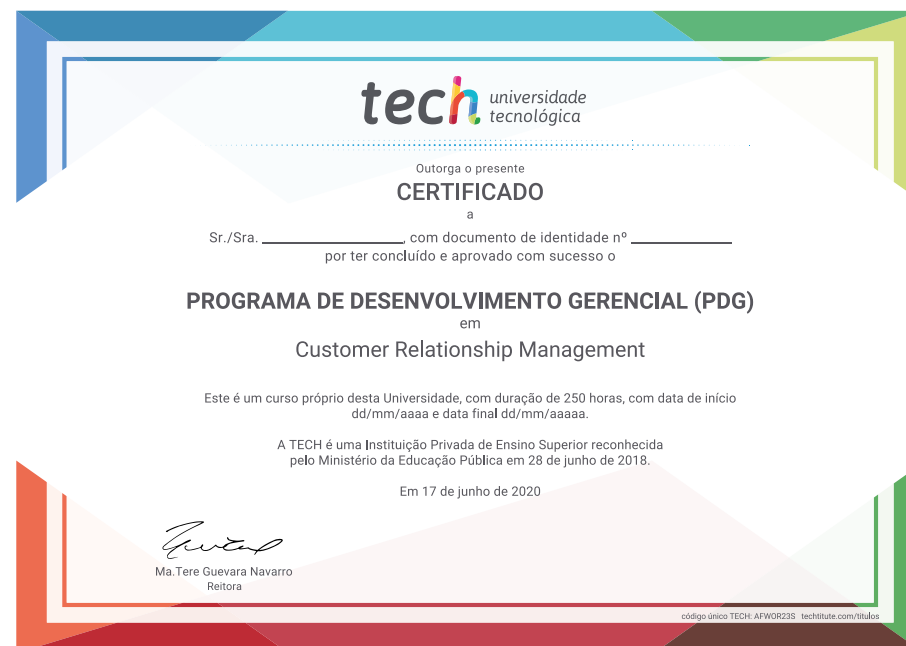 tech universidade
tecnológica
Outorga o presente
CERTIFICADO
a
Sr./Sra. ______________, com documento de identidade nº __________
por ter concluído e aprovado com sucesso o
PROGRAMA DE DESENVOLVIMENTO GERENCIAL (PDG)
em
Customer Relationship Management
Este é um curso próprio desta Universidade, com duração de 250 horas, com data de início
dd/mm/aaaa e data final dd/mm/aaaaa.
A TECH é uma Instituição Privada de Ensino Superior reconhecida
pelo Ministério da Educação Pública em 28 de junho de 2018.
Em 17 de junho de 2020
Ma.Tere Guevara Navarro
Reitora
código único TECH: AFWOR23S techtitute.com/titulos